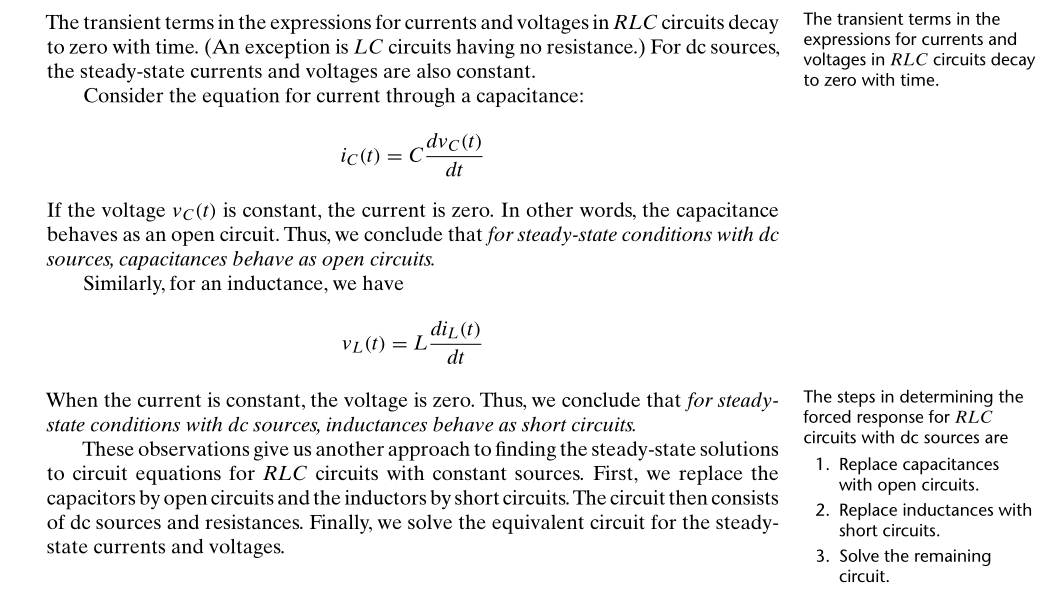 The transient terms in the expressions for currents and voltages in RLC circuits decay
to zero with time. (An exception is LC circuits having no resistance.) For dc sources,
the steady-state currents and voltages are also constant.
Consider the equation for current through a capacitance:
i_C(t) = C dv_C(t)/dt
If the voltage v_C(t) is constant, the current is zero. In other words, the capacitance
behaves as an open circuit. Thus, we conclude that for steady-state conditions with dc
sources, capacitances behave as open circuits.
Similarly, for an inductance, we have
v_L(t) = L di_L(t)/dt
When the current is constant, the voltage is zero. Thus, we conclude that for steady-
state conditions with dc sources, inductances behave as short circuits.
These observations give us another approach to finding the steady-state solutions
to circuit equations for RLC circuits with constant sources. First, we replace the
capacitors by open circuits and the inductors by short circuits. The circuit then consists
of dc sources and resistances. Finally, we solve the equivalent circuit for the steady-
state currents and voltages.
The transient terms in the
expressions for currents and
voltages in RLC circuits decay
to zero with time.
The steps in determining the
forced response for RLC
circuits with dc sources are
1. Replace capacitances
with open circuits.
2. Replace inductances with
short circuits.
3. Solve the remaining
circuit.